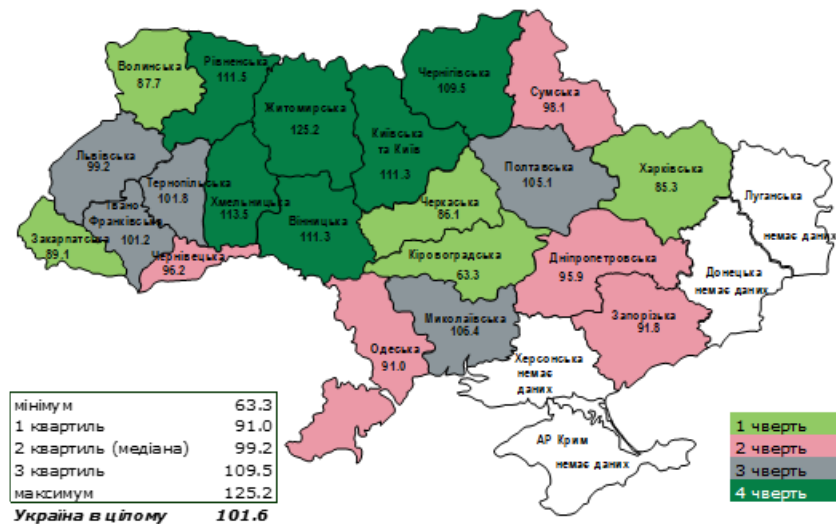 Волинська
87.7
Рівненська
111.5
Житомирська
125.2
Київська
та Київ
111.3
Чернігівська
109.5
Сумська
98.1
Львівська
99.2
Тернопільська
101.8
Хмельницька
113.5
Вінницька
111.3
Івано
Франківська
101.2
Закарпатська
89.1
Чернівецька
96.2
Черкаська
86.1
Полтавська
105.1
Харківська
85.3
Луганська
немає даних
Кіровоградська
63.3
Дніпропетровська
95.9
Донецька
немає даних
Запорізька
91.8
Миколаївська
106.4
Одеська
91.0
Херсонська
немає
даних
АР Крим
немає даних
мінімум 63.3
1 квартиль 91.0
2 квартиль (медіана) 99.2
3 квартиль 109.5
максимум 125.2
Україна в цілому 101.6
1 чверть
2 чверть
3 чверть
4 чверть